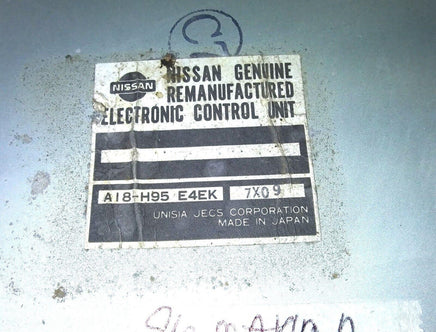 NISSAN GENUINE
NISSAN
REMANUFACTURED
ELECTRONIC CONTROL UNIT
A18-H95 E4EK 7X09
UNISIA JECS CORPORATION
MADE IN JAPAN